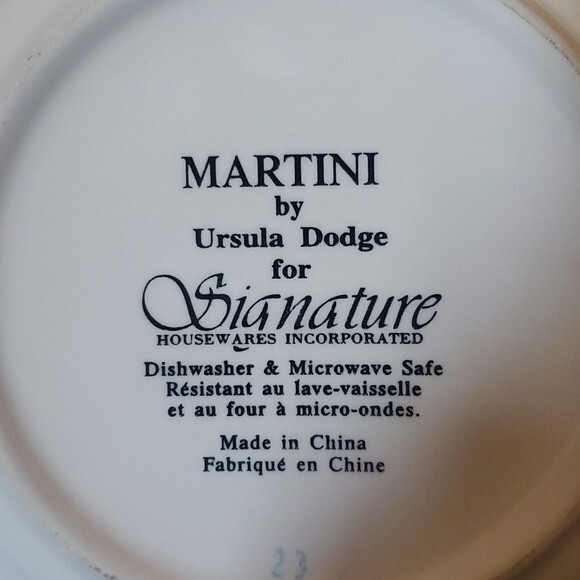 MARTINI
by
Ursula Dodge
for
Signature
HOUSEWARES INCORPORATED
Dishwasher & Microwave Safe
Résistant au lave-vaisselle
et au four à micro-ondes.
Made in China
Fabriqué en Chine
23